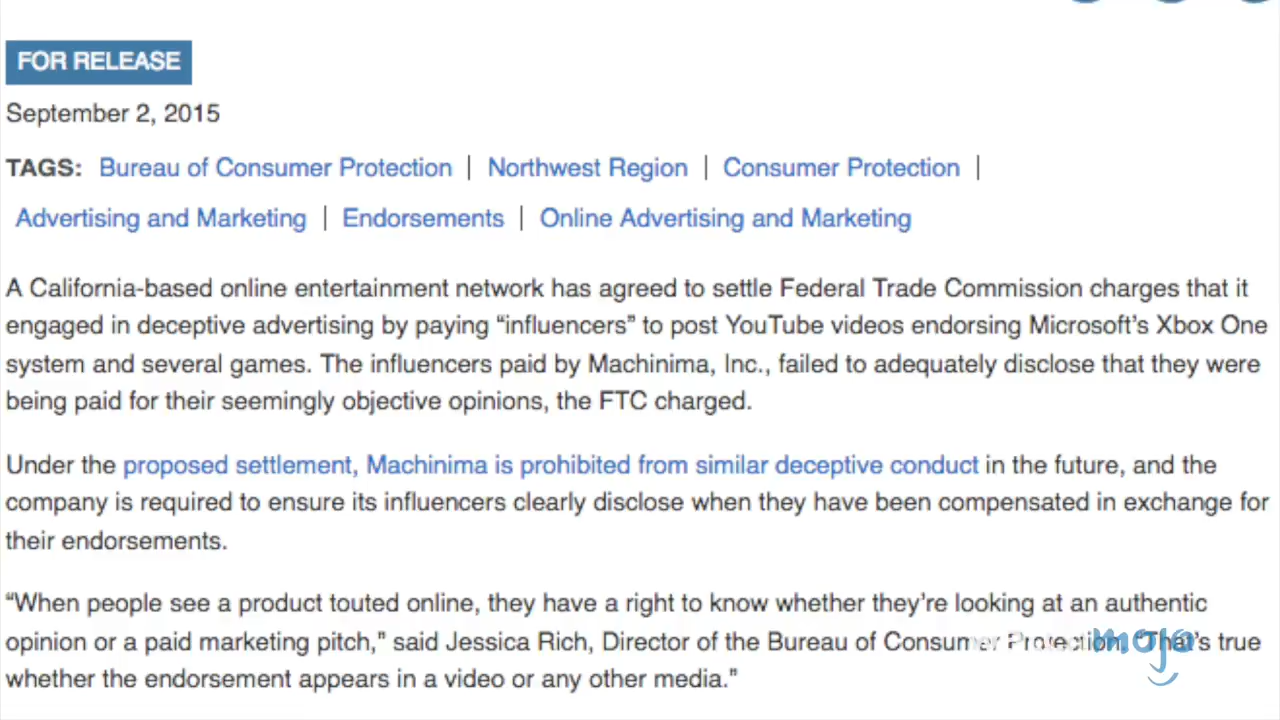 FOR RELEASE
September 2, 2015
TAGS: Bureau of Consumer Protection | Northwest Region | Consumer Protection |
Advertising and Marketing | Endorsements | Online Advertising and Marketing
A California-based online entertainment network has agreed to settle Federal Trade Commission charges that it
engaged in deceptive advertising by paying “influencers” to post YouTube videos endorsing Microsoft’s Xbox One
system and several games. The influencers paid by Machinima, Inc., failed to adequately disclose that they were
being paid for their seemingly objective opinions, the FTC charged.
Under the proposed settlement, Machinima is prohibited from similar deceptive conduct in the future, and the
company is required to ensure its influencers clearly disclose when they have been compensated in exchange for
their endorsements.
“When people see a product touted online, they have a right to know whether they’re looking at an authentic
opinion or a paid marketing pitch,” said Jessica Rich, Director of the Bureau of Consumer Protection. “That’s true
whether the endorsement appears in a video or any other media.”
mojo